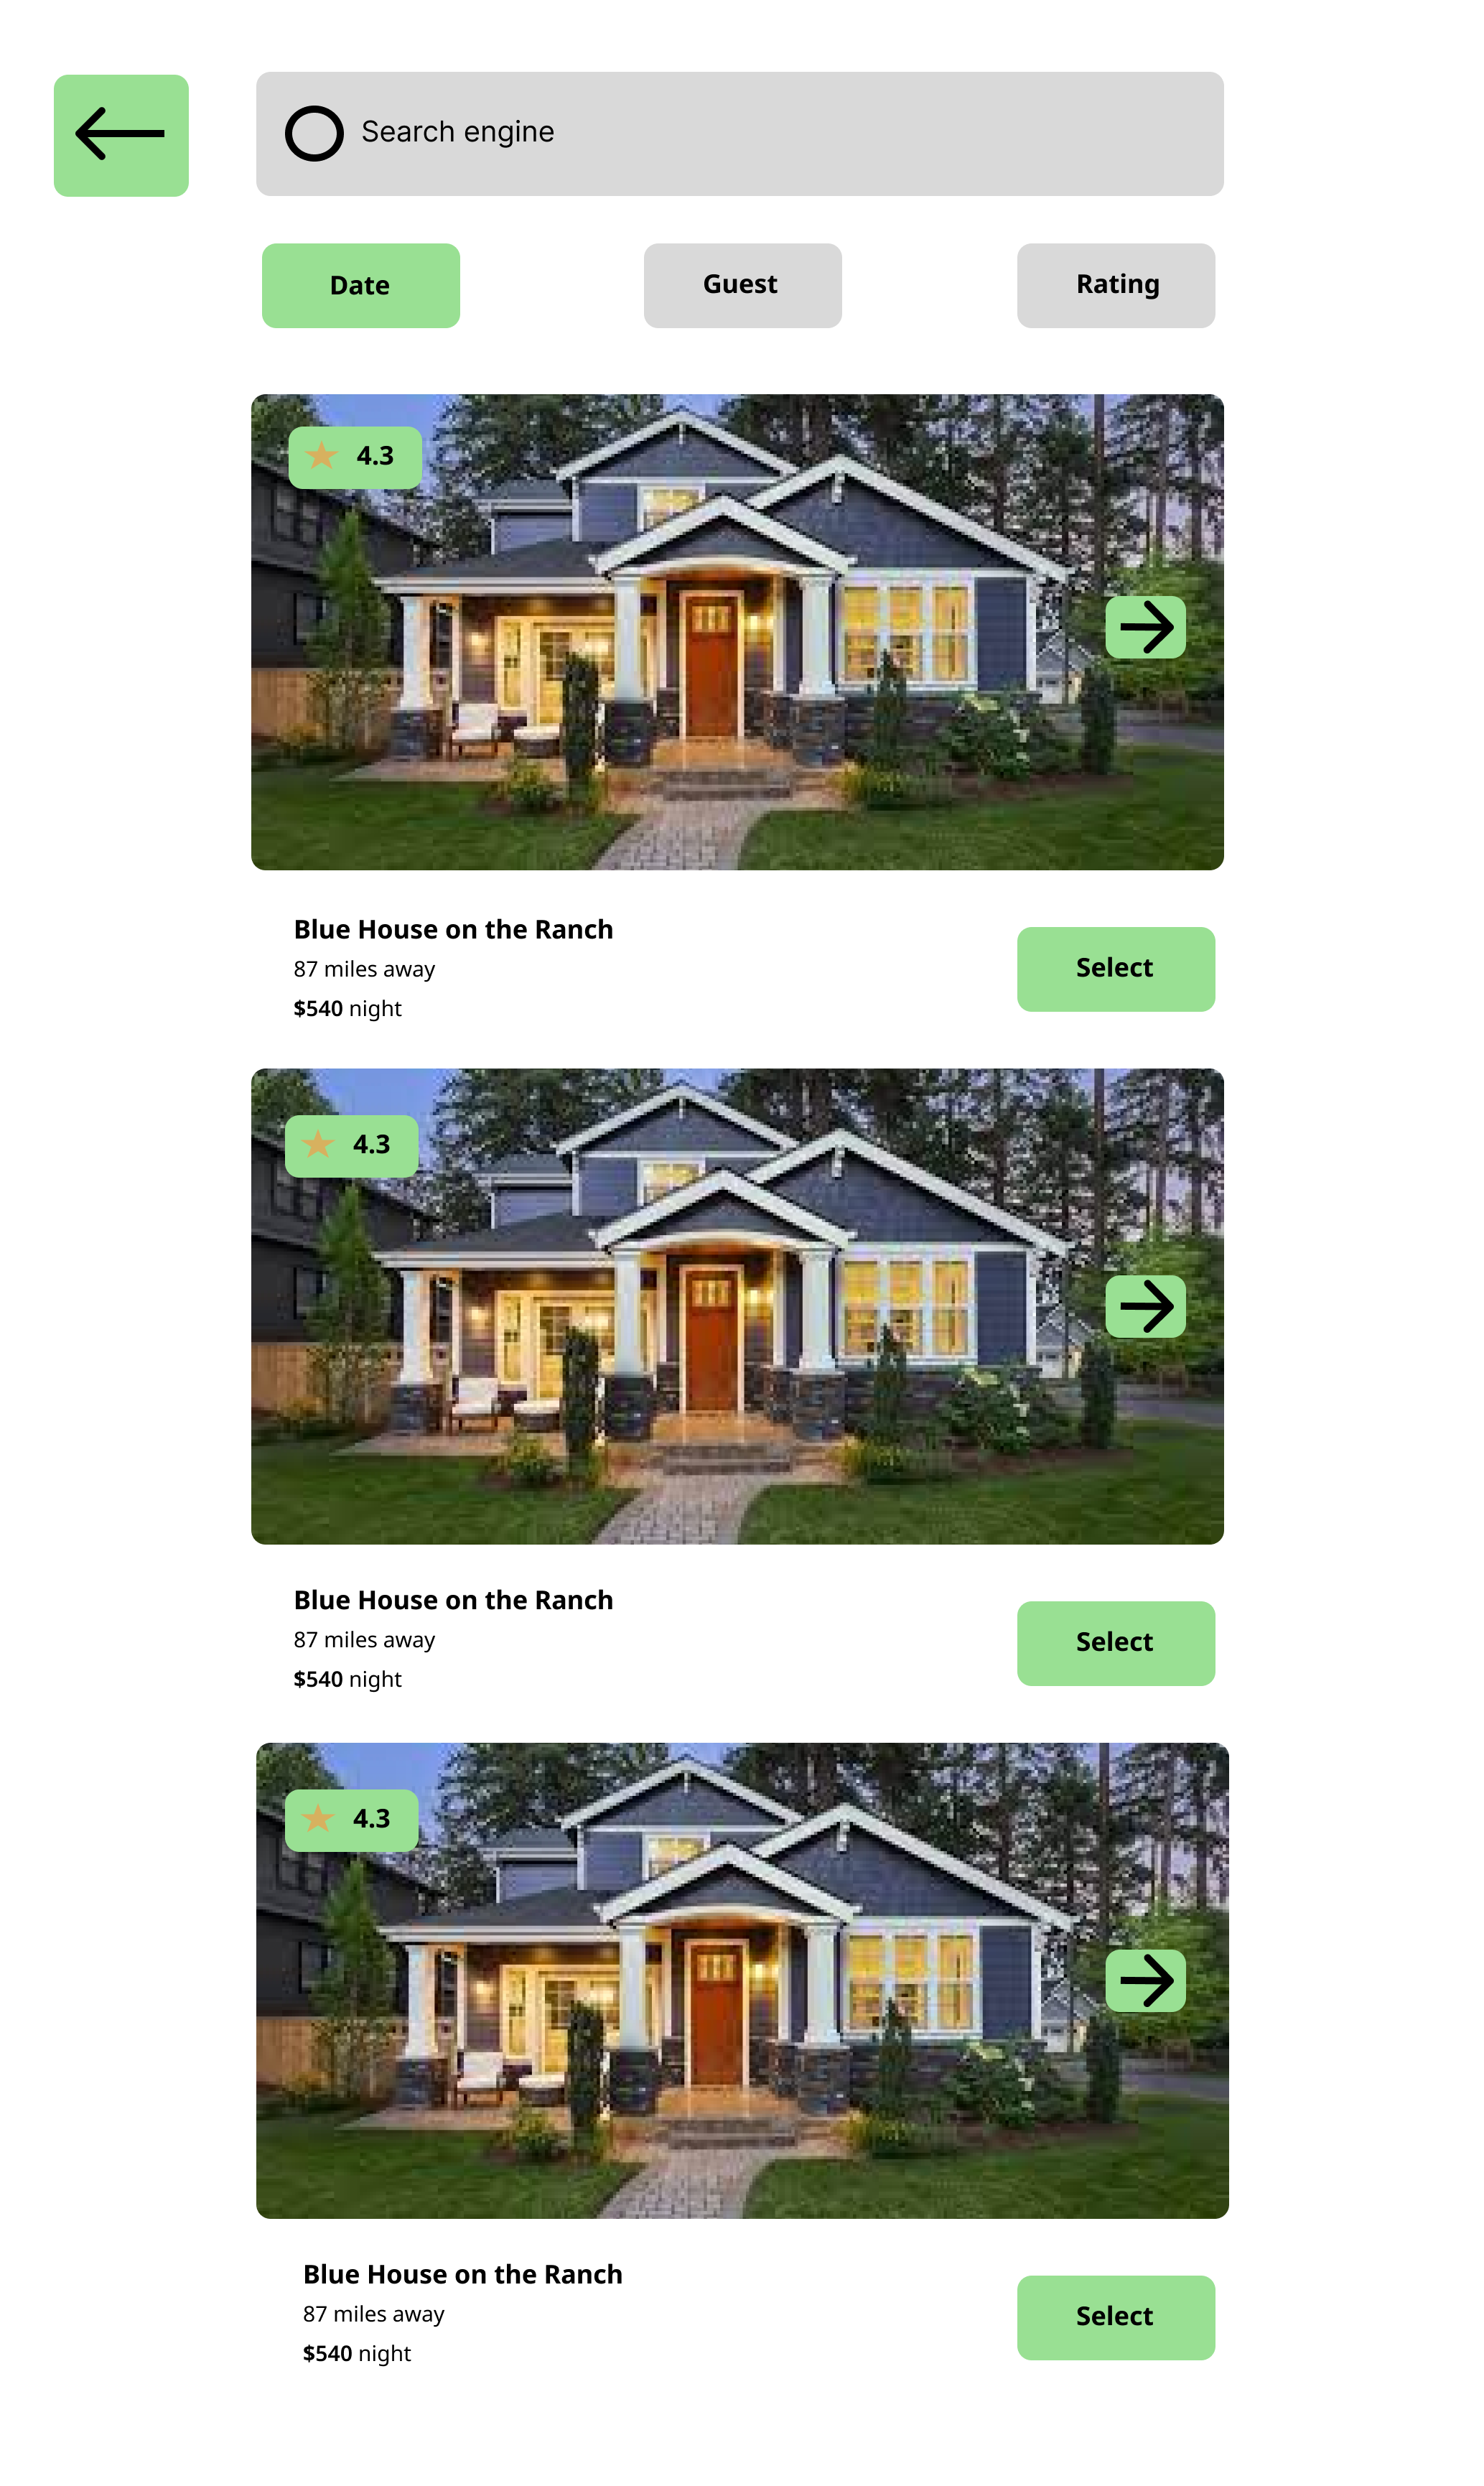 Search engine
Date
Guest
Rating
4.3
Blue House on the Ranch
87 miles away
$540 night
Select
4.3
Blue House on the Ranch
87 miles away
$540 night
Select
4.3
Blue House on the Ranch
87 miles away
$540 night
Select